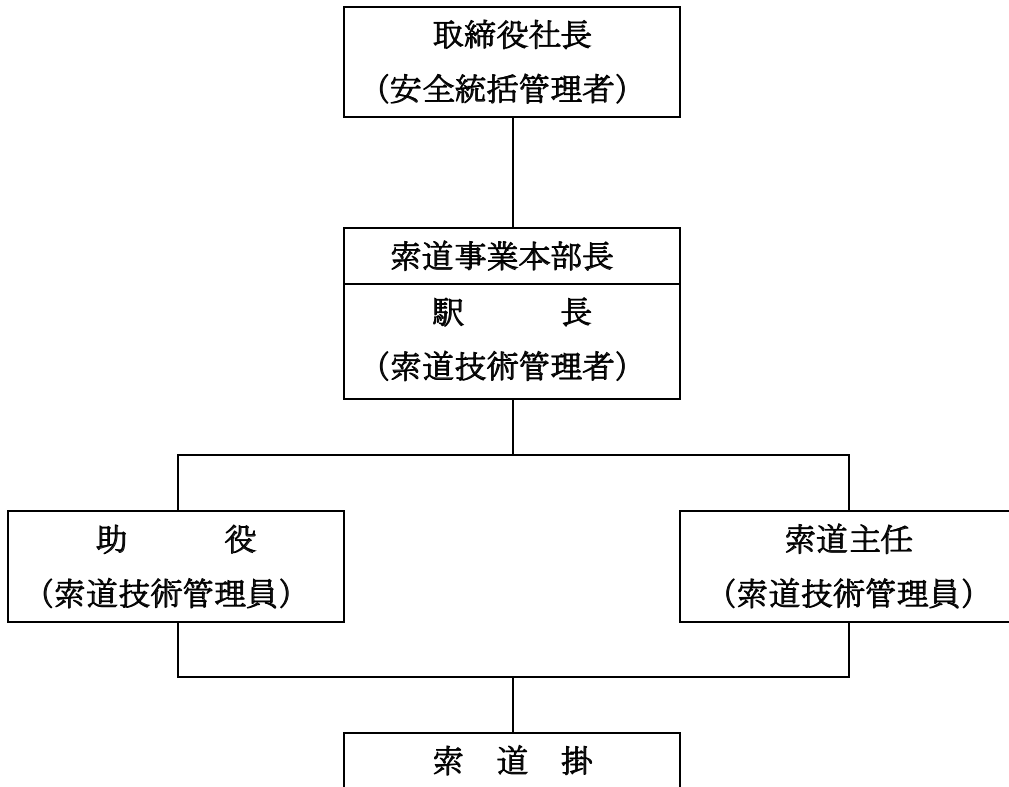 取締役社長
（安全統括管理者）
索道事業本部長
駅　　　長
（索道技術管理者）
助　　　役
（索道技術管理員）
索道主任
（索道技術管理員）
索　道　掛